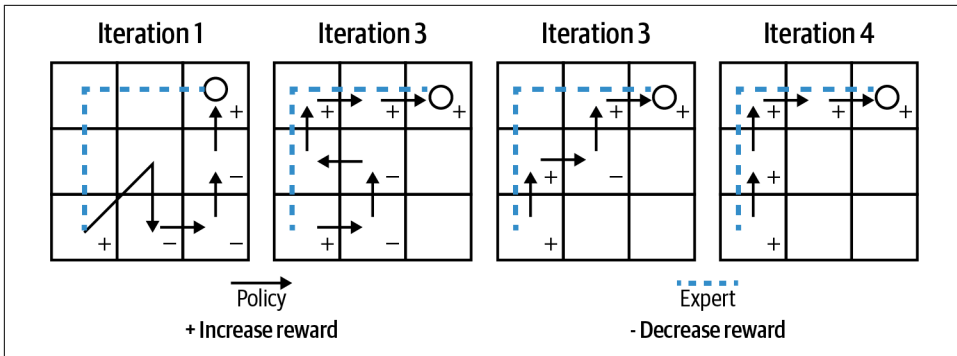 Iteration 1
Iteration 3
Iteration 3
Iteration 4
+ + + + + + + +
- + - - +
+ - - + - + +
Policy
Expert
+ Increase reward
- Decrease reward